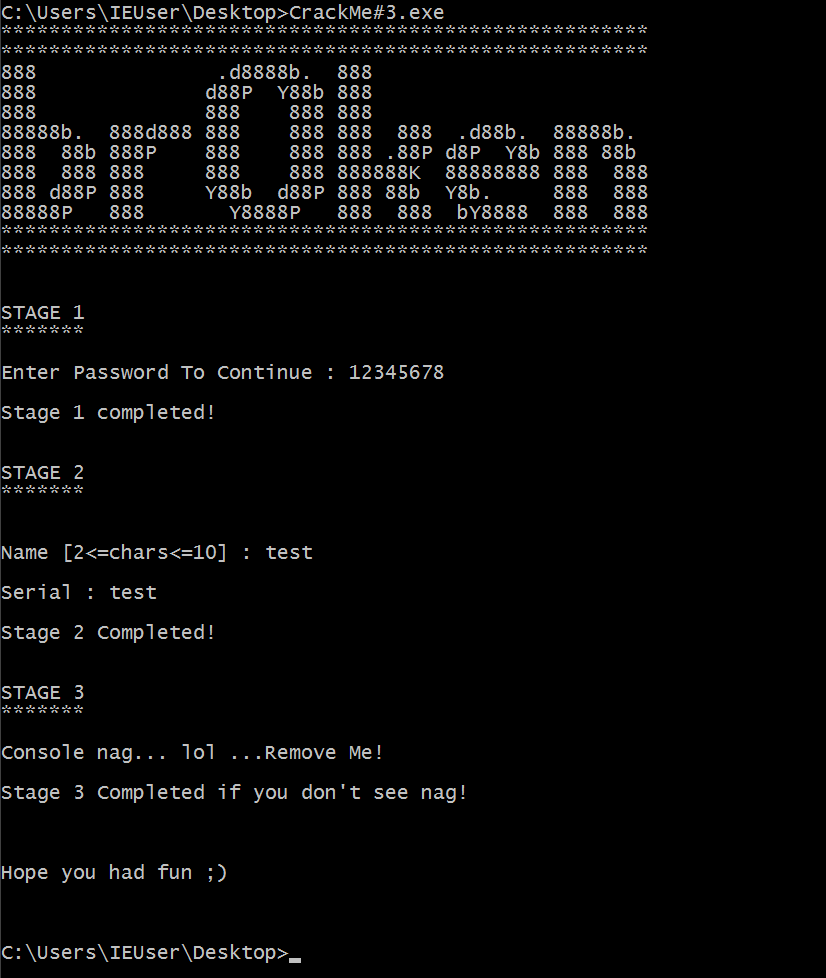 C:\Users\IEUser\Desktop>CrackMe#3.exe
******************************************************
******************************************************
888               .d8888b.  888
888              d88P  Y88b 888
888              888    888 888
88888b.  888d888 888    888 888  888  .d88b.  88888b.
888  88b 888P    888    888 888 .88P d8P  Y8b 888 88b
888  888 888     888    888 888888K  88888888 888  888
888 d88P 888     Y88b  d88P 888 88b  Y8b.     888  888
88888P   888       Y8888P   888  888  bY8888  888  888
******************************************************
******************************************************
STAGE 1
*******
Enter Password To Continue : 12345678
Stage 1 completed!
STAGE 2
*******
Name [2<=chars<=10] : test
Serial : test
Stage 2 Completed!
STAGE 3
*******
Console nag... lol ...Remove Me!
Stage 3 Completed if you don't see nag!
Hope you had fun ;)
C:\Users\IEUser\Desktop>_